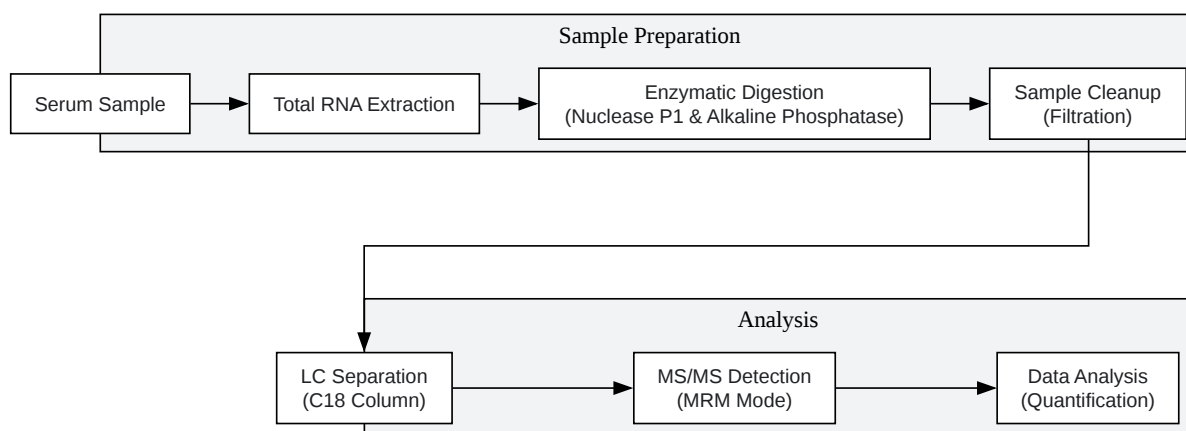 Sample Preparation
Serum Sample
Total RNA Extraction
Enzymatic Digestion
(Nuclease P1 & Alkaline Phosphatase)
Sample Cleanup
(Filtration)
Analysis
LC Separation
(C18 Column)
MS/MS Detection
(MRM Mode)
Data Analysis
(Quantification)